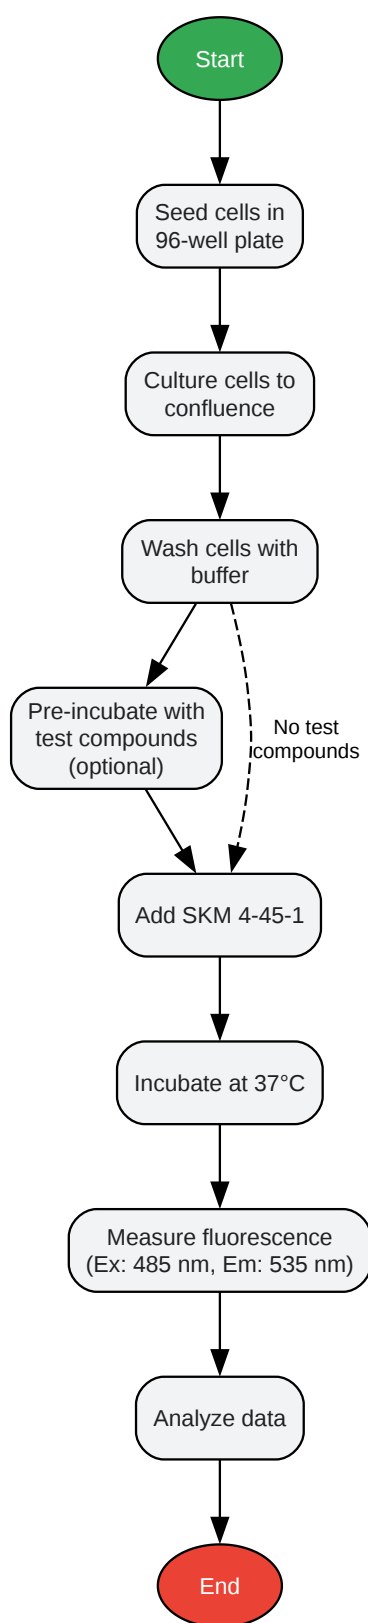 Start
Seed cells in
96-well plate
Culture cells to
confluence
Wash cells with
buffer
Pre-incubate with
test compounds
(optional)
No test
compounds
Add SKM 4-45-1
Incubate at 37°C
Measure fluorescence
(Ex: 485 nm, Em: 535 nm)
Analyze data
End